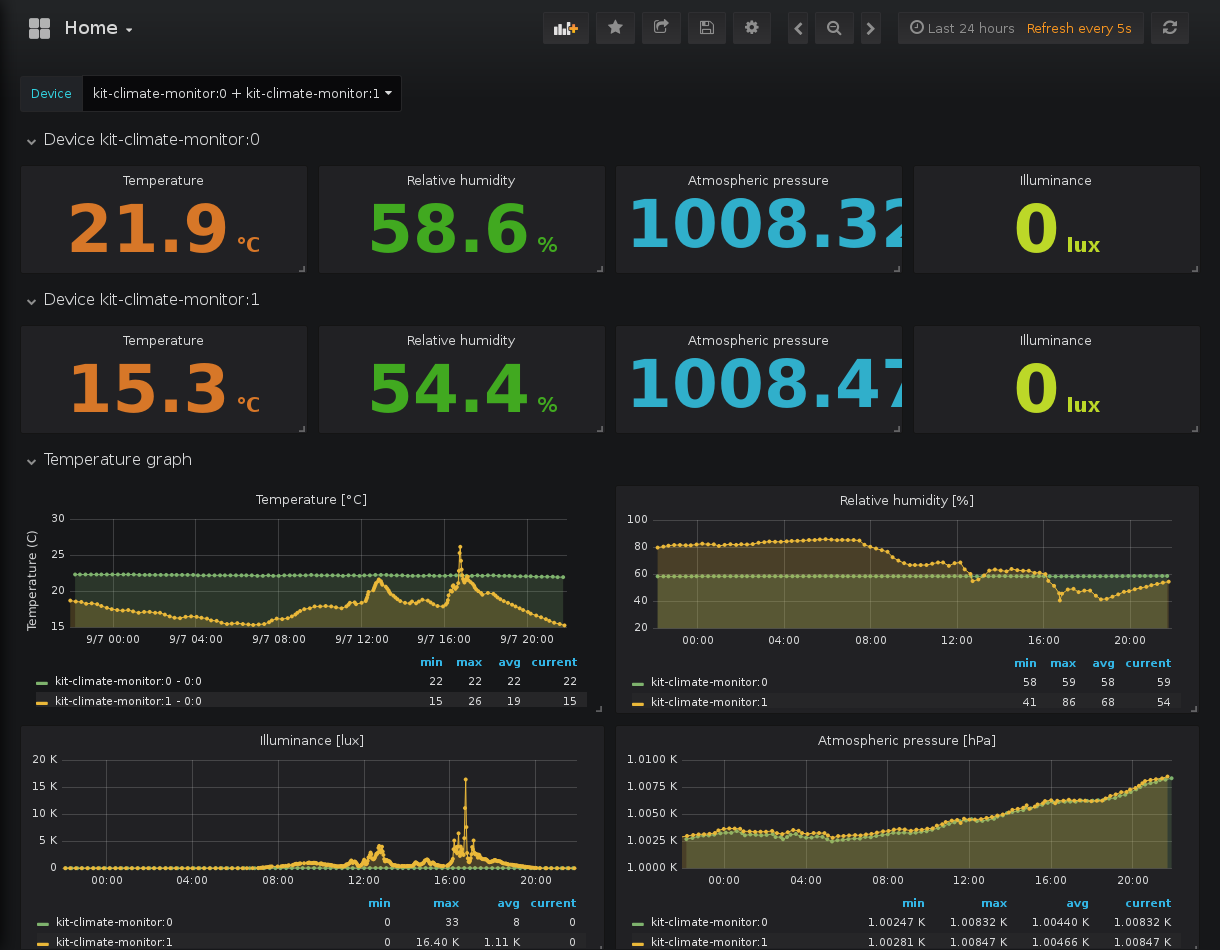 Home
Last 24 hours Refresh every 5s
Device kit-climate-monitor:0 + kit-climate-monitor:1
Device kit-climate-monitor:0
Temperature Relative humidity Atmospheric pressure Illuminance
21.9 °C 58.6 % 1008.32 0 lux
Device kit-climate-monitor:1
Temperature Relative humidity Atmospheric pressure Illuminance
15.3 °C 54.4 % 1008.47 0 lux
Temperature graph
Temperature [°C]
Temperature (C)
30
25
20
15
9/7 00:00 9/7 04:00 9/7 08:00 9/7 12:00 9/7 16:00 9/7 20:00
min max avg current
kit-climate-monitor:0 - 0:0 22 22 22 22
kit-climate-monitor:1 - 0:0 15 26 19 15
Relative humidity [%]
100
80
60
40
20
00:00 04:00 08:00 12:00 16:00 20:00
min max avg current
kit-climate-monitor:0 58 59 58 59
kit-climate-monitor:1 41 86 68 54
Illuminance [lux]
20 K
15 K
10 K
5 K
0
00:00 04:00 08:00 12:00 16:00 20:00
min max avg current
kit-climate-monitor:0 0 33 8 0
kit-climate-monitor:1 0 16.40 K 1.11 K 0
Atmospheric pressure [hPa]
1.0100 K
1.0075 K
1.0050 K
1.0025 K
1.0000 K
00:00 04:00 08:00 12:00 16:00 20:00
min max avg current
kit-climate-monitor:0 1.00247 K 1.00832 K 1.00440 K 1.00832 K
kit-climate-monitor:1 1.00281 K 1.00847 K 1.00466 K 1.00847 K